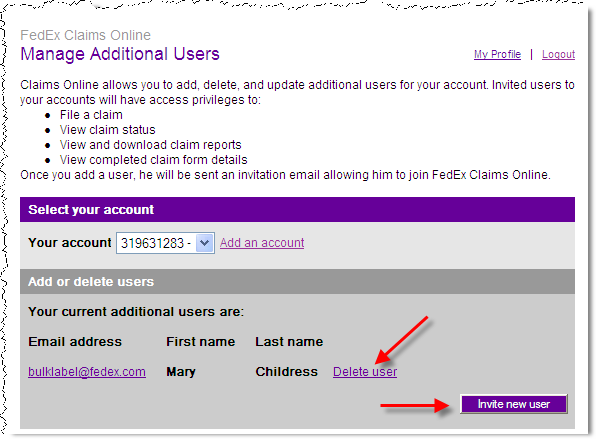 FedEx Claims Online
Manage Additional Users
My Profile | Logout
Claims Online allows you to add, delete, and update additional users for your account. Invited users to
your accounts will have access privileges to:
• File a claim
• View claim status
• View and download claim reports
• View completed claim form details
Once you add a user, he will be sent an invitation email allowing him to join FedEx Claims Online.
Select your account
Your account 319631283 - Add an account
Add or delete users
Your current additional users are:
Email address First name Last name
bulklabel@fedex.com Mary Childress Delete user
Invite new user